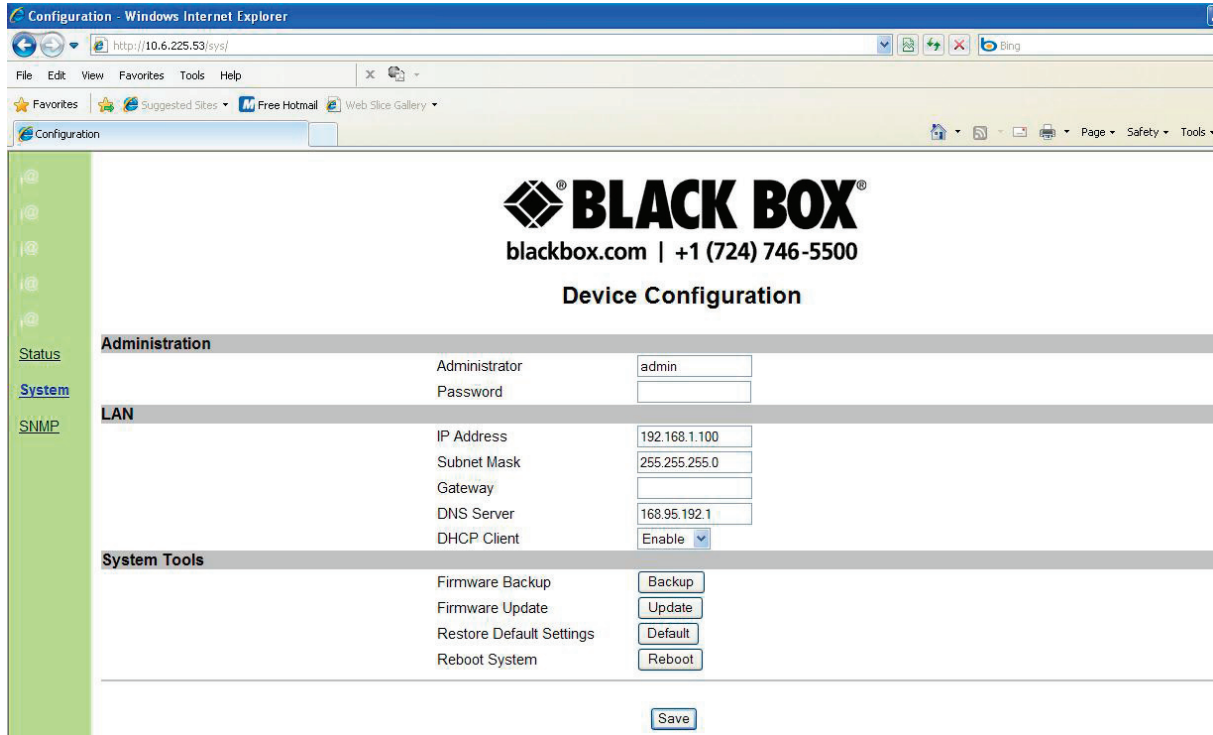 Configuration - Windows Internet Explorer
http://10.6.225.53/sys/
Bing
File Edit View Favorites Tools Help
Favorites Suggested Sites Free Hotmail Web Slice Gallery
Configuration
Page Safety Tools
¡@
¡@
¡@
¡@
¡@
Status
System
SNMP
® BLACK BOX®
blackbox.com | +1 (724) 746-5500
Device Configuration
Administration
Administrator admin
Password
LAN
IP Address 192.168.1.100
Subnet Mask 255.255.255.0
Gateway
DNS Server 168.95.192.1
DHCP Client Enable
System Tools
Firmware Backup Backup
Firmware Update Update
Restore Default Settings Default
Reboot System Reboot
Save